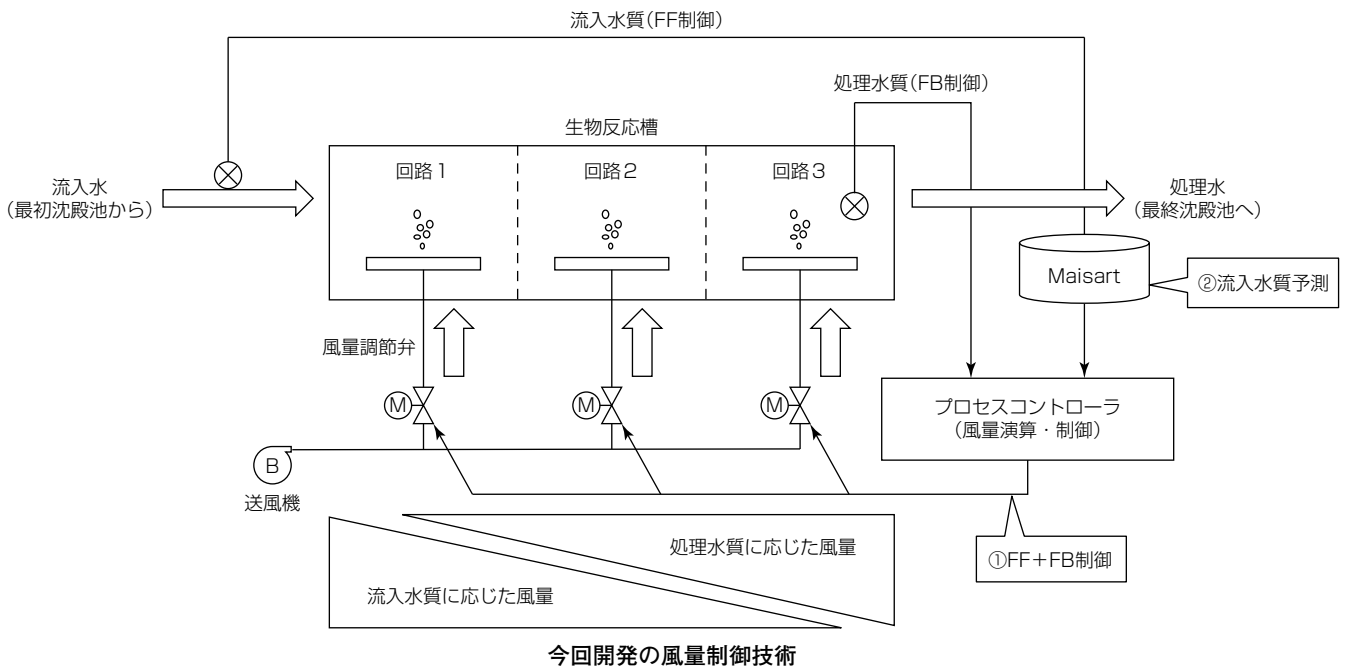 流入水質(FF制御)
処理水質(FB制御)
生物反応槽
回路1
回路2
回路3
流入水
(最初沈殿池から)
処理水
(最終沈殿池へ)
Maisart
②流入水質予測
風量調節弁
M
M
M
プロセスコントローラ
(風量演算・制御)
B
送風機
処理水質に応じた風量
①FF+FB制御
流入水質に応じた風量
今回開発の風量制御技術